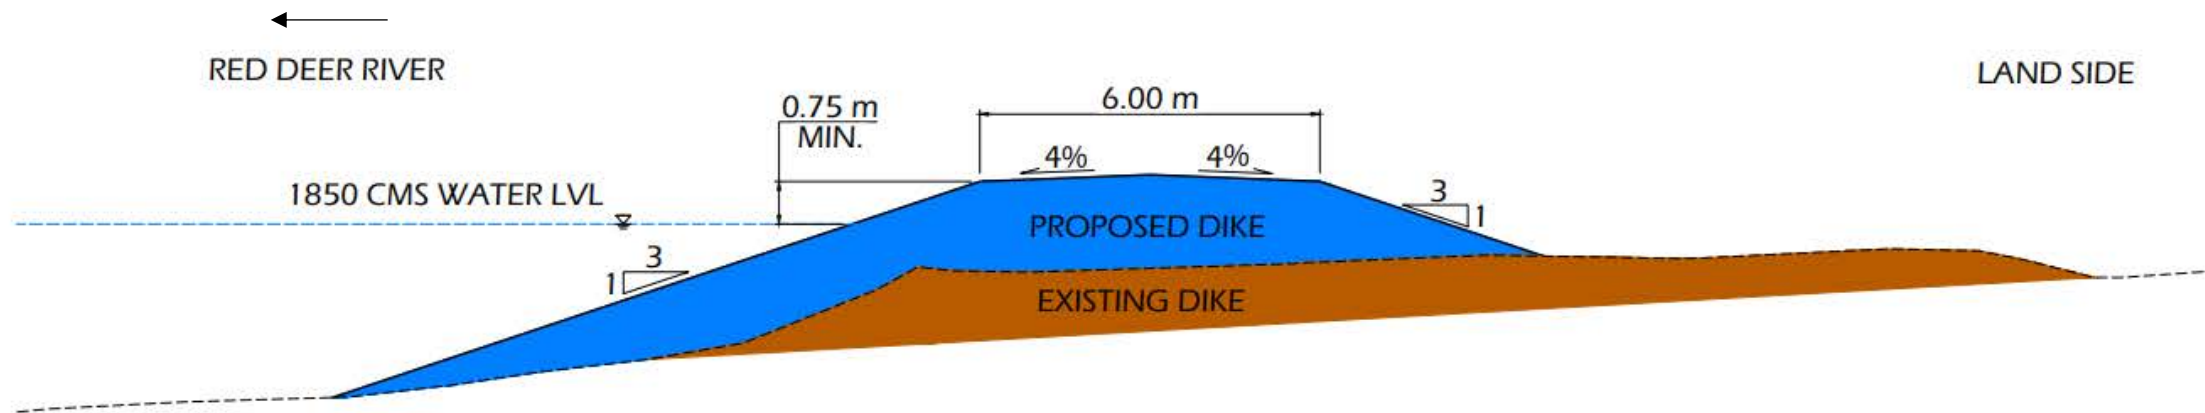 RED DEER RIVER
LAND SIDE
0.75 m
MIN.
6.00 m
4%
4%
1850 CMS WATER LVL
3
1
PROPOSED DIKE
3
1
EXISTING DIKE